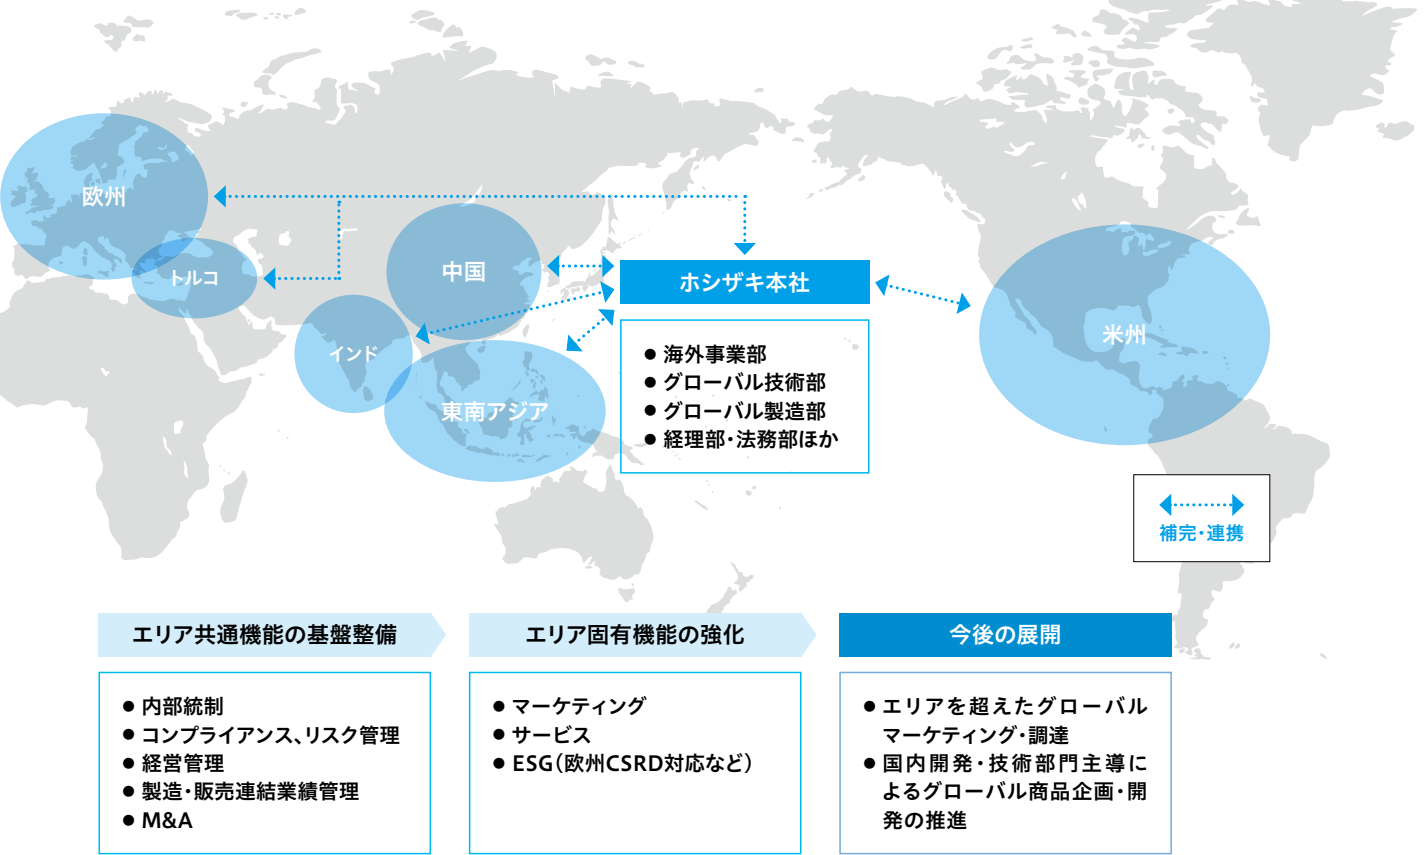 欧州
トルコ
中国
インド
東南アジア
ホシザキ本社
● 海外事業部
● グローバル技術部
● グローバル製造部
● 経理部・法務部ほか
米州
補完・連携
エリア共通機能の基盤整備
● 内部統制
● コンプライアンス、リスク管理
● 経営管理
● 製造・販売連結業績管理
● M&A
エリア固有機能の強化
● マーケティング
● サービス
● ESG（欧州CSRD対応など）
今後の展開
● エリアを超えたグローバル
マーケティング・調達
● 国内開発・技術部門主導に
よるグローバル商品企画・開
発の推進